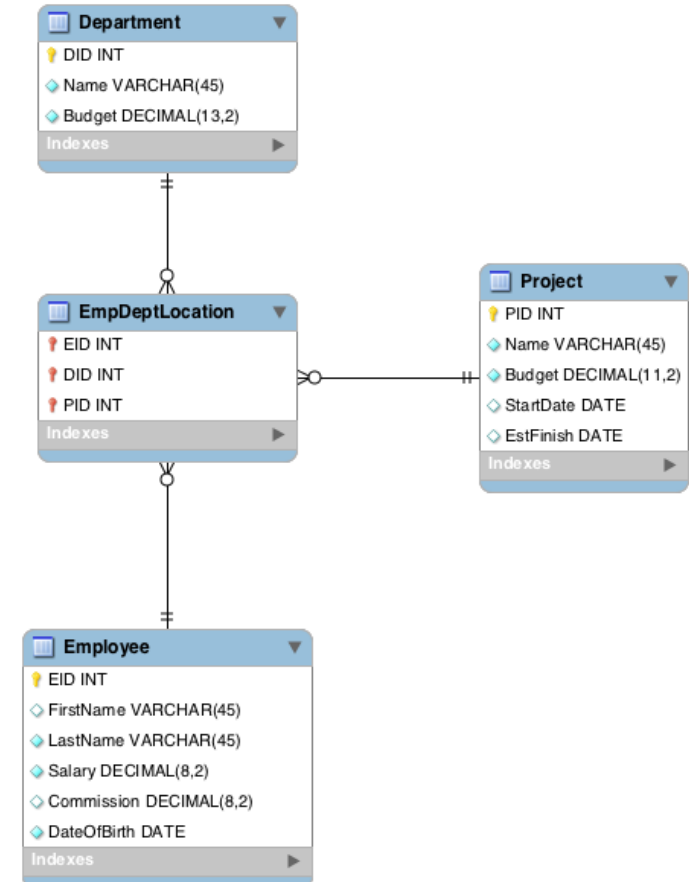 Department
DID INT
Name VARCHAR(45)
Budget DECIMAL(13,2)
Indexes
EmpDeptLocation
EID INT
DID INT
PID INT
Indexes
Project
PID INT
Name VARCHAR(45)
Budget DECIMAL(11,2)
StartDate DATE
EstFinish DATE
Indexes
Employee
EID INT
FirstName VARCHAR(45)
LastName VARCHAR(45)
Salary DECIMAL(8,2)
Commission DECIMAL(8,2)
DateOfBirth DATE
Indexes